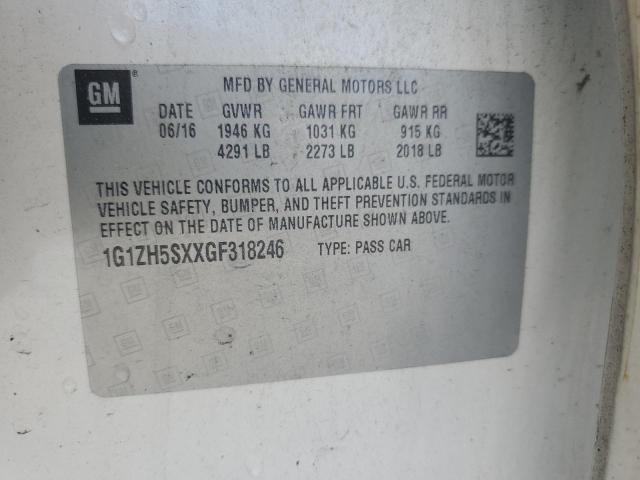 GM ®
MFD BY GENERAL MOTORS LLC
DATE GVWR GAWR FRT GAWR RR
06/16 1946 KG 1031 KG 915 KG
4291 LB 2273 LB 2018 LB
THIS VEHICLE CONFORMS TO ALL APPLICABLE U.S. FEDERAL MOTOR
VEHICLE SAFETY, BUMPER, AND THEFT PREVENTION STANDARDS IN
EFFECT ON THE DATE OF MANUFACTURE SHOWN ABOVE.
1G1ZH5SXXGF318246 TYPE: PASS CAR